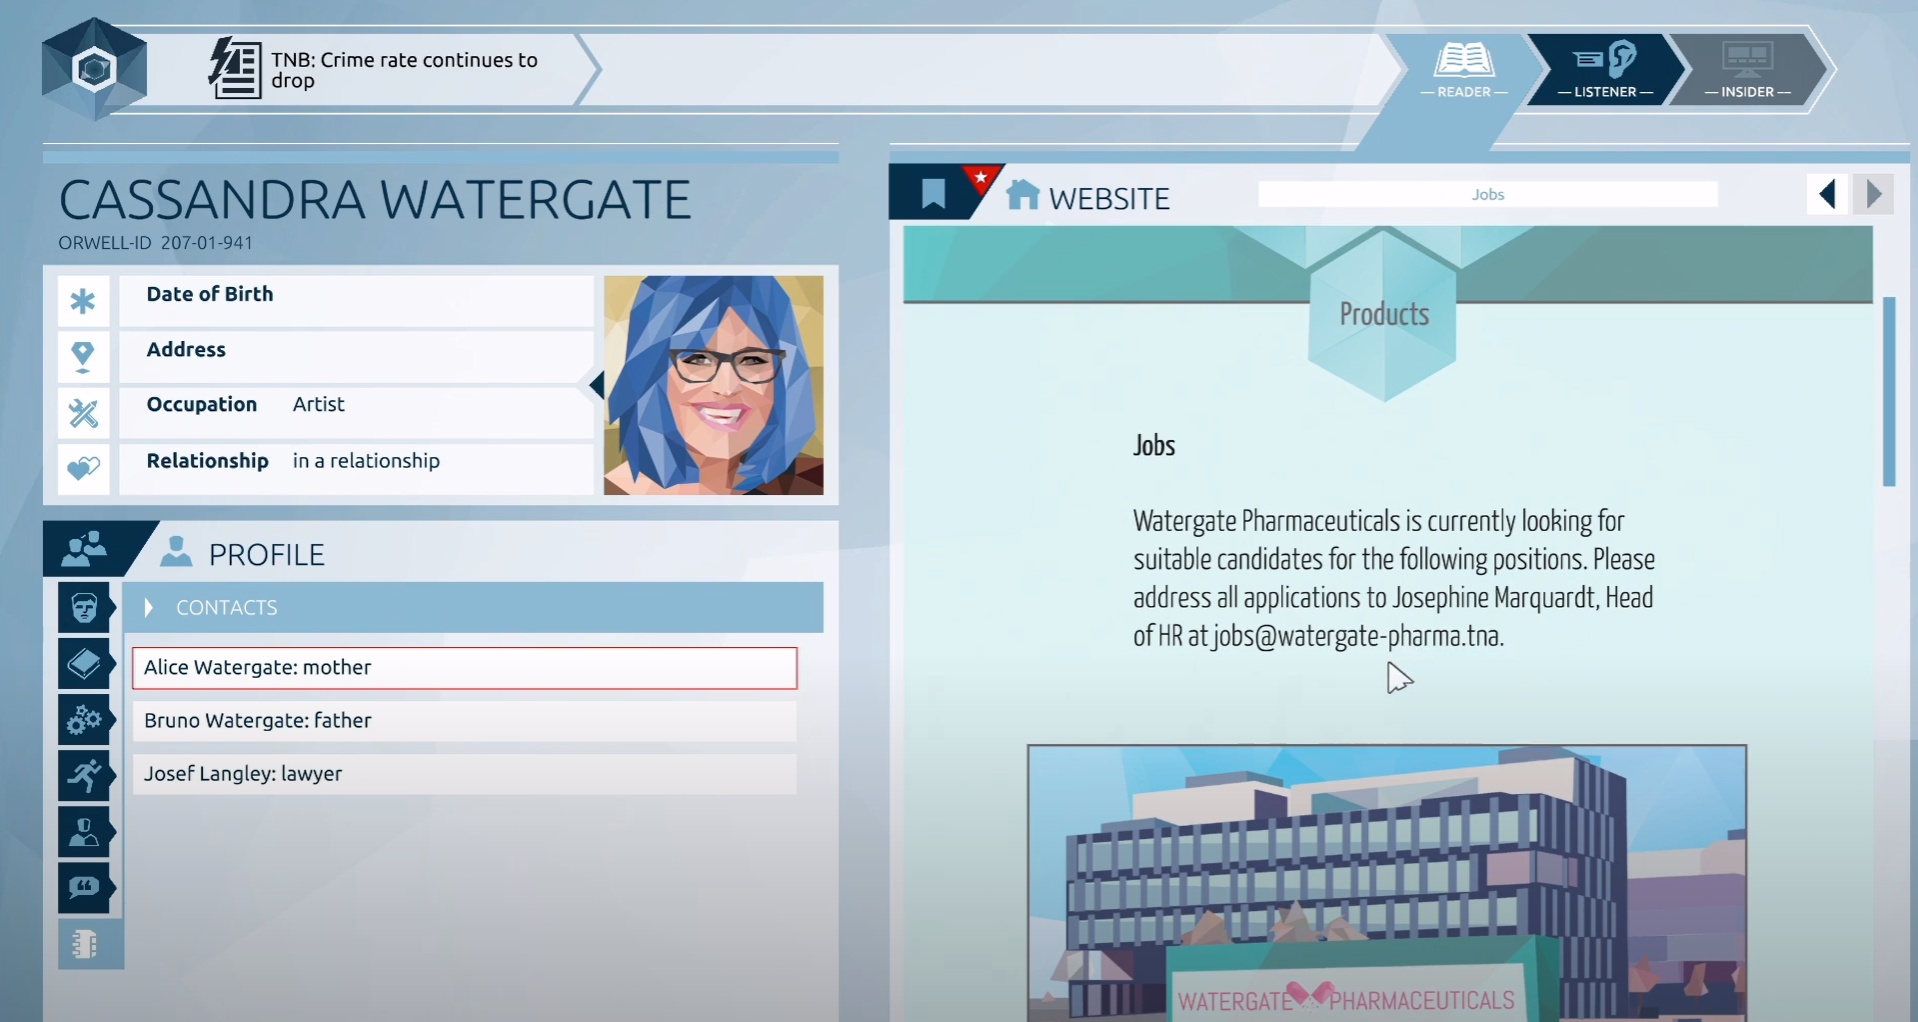 TNB: Crime rate continues to
drop
— READER —
— LISTENER —
— INSIDER —
CASSANDRA WATERGATE
ORWELL-ID 207-01-941
Date of Birth
Address
Occupation Artist
Relationship in a relationship
PROFILE
CONTACTS
Alice Watergate: mother
Bruno Watergate: father
Josef Langley: lawyer
WEBSITE
Jobs
Products
Jobs
Watergate Pharmaceuticals is currently looking for
suitable candidates for the following positions. Please
address all applications to Josephine Marquardt, Head
of HR at jobs@watergate-pharma.tna.
WATERGATE PHARMACEUTICALS